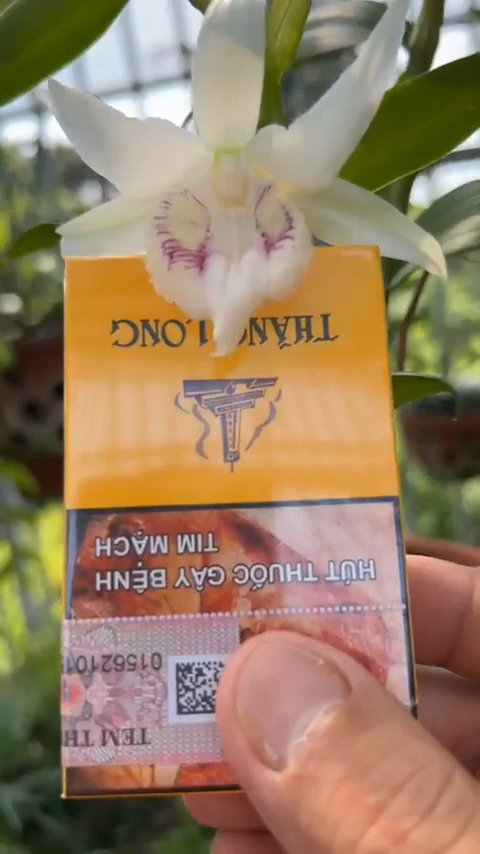 TEM TH
01562101
HÚT THUỐC GÂY BỆNH
TIM MẠCH
THĂNG LONG